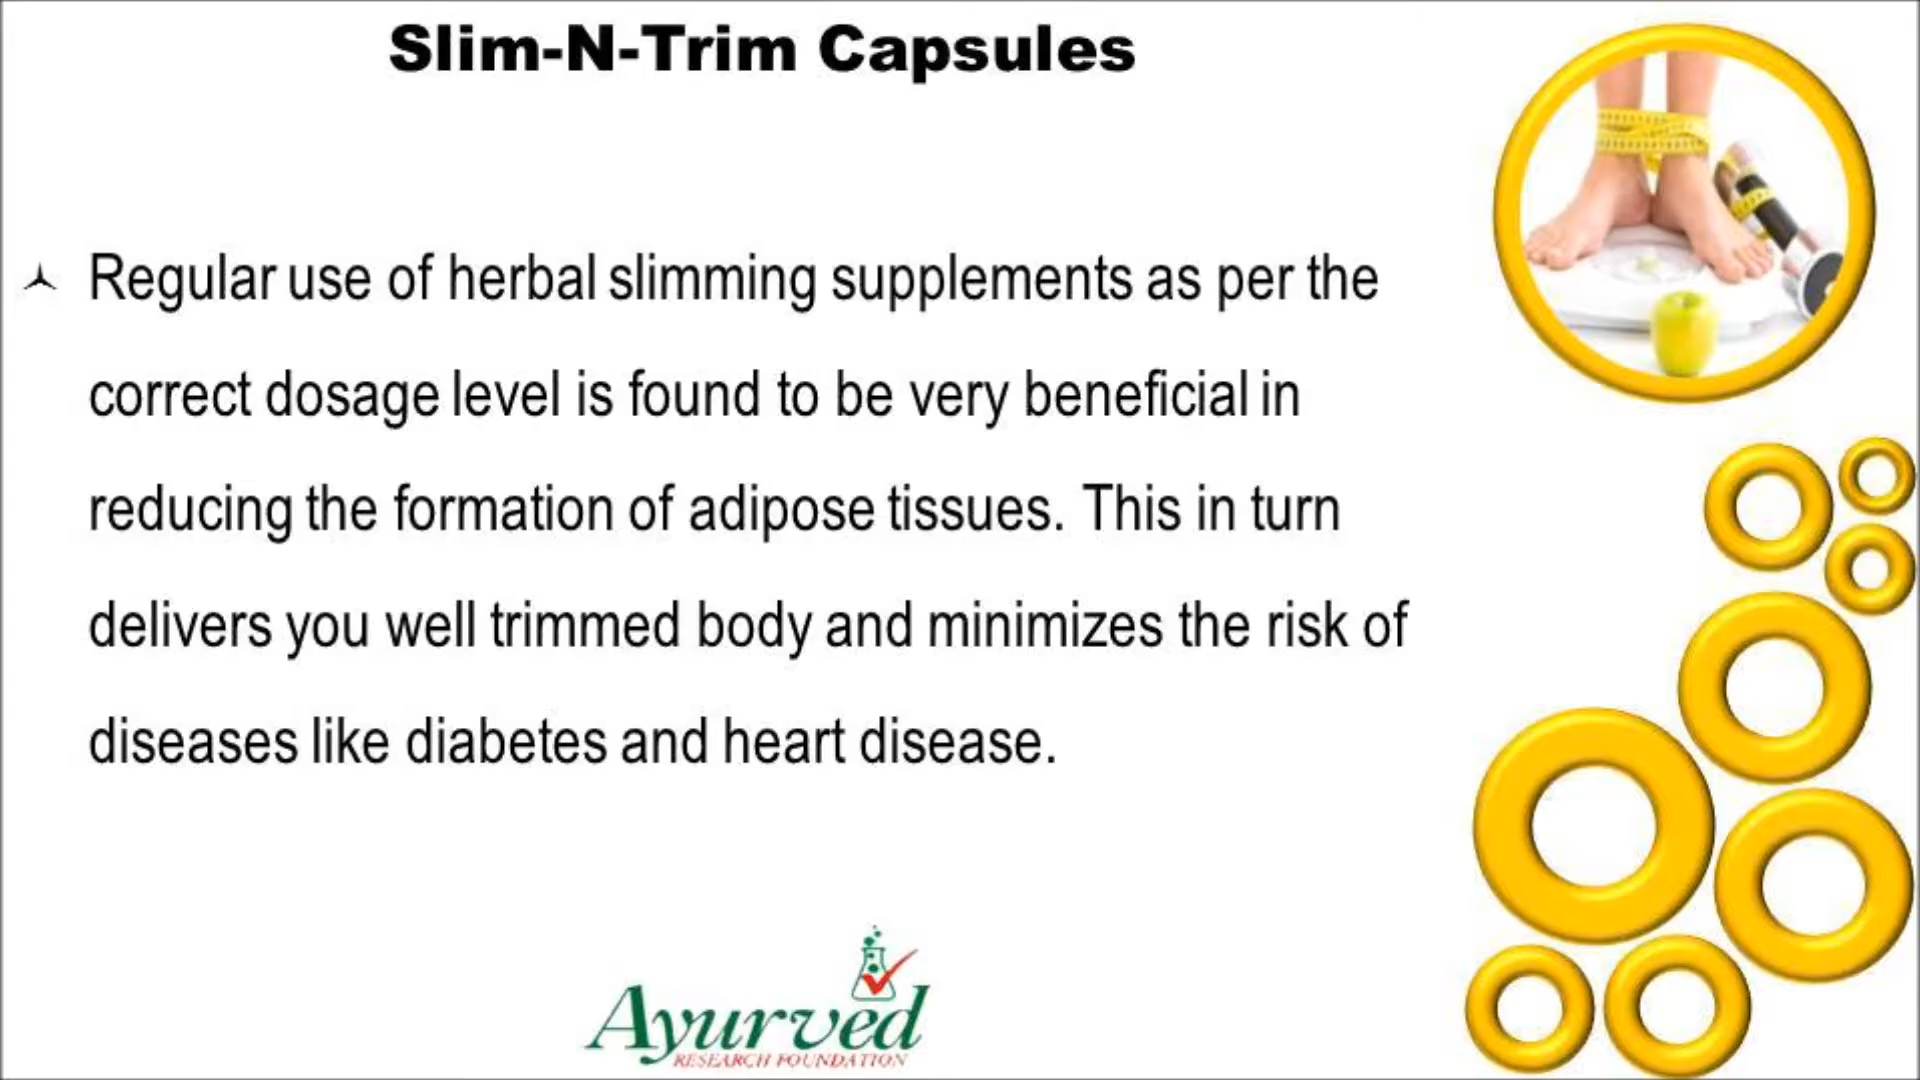 Slim-N-Trim Capsules
Regular use of herbal slimming supplements as per the
correct dosage level is found to be very beneficial in
reducing the formation of adipose tissues. This in turn
delivers you well trimmed body and minimizes the risk of
diseases like diabetes and heart disease.
Ayurved
RESEARCH FOUNDATION